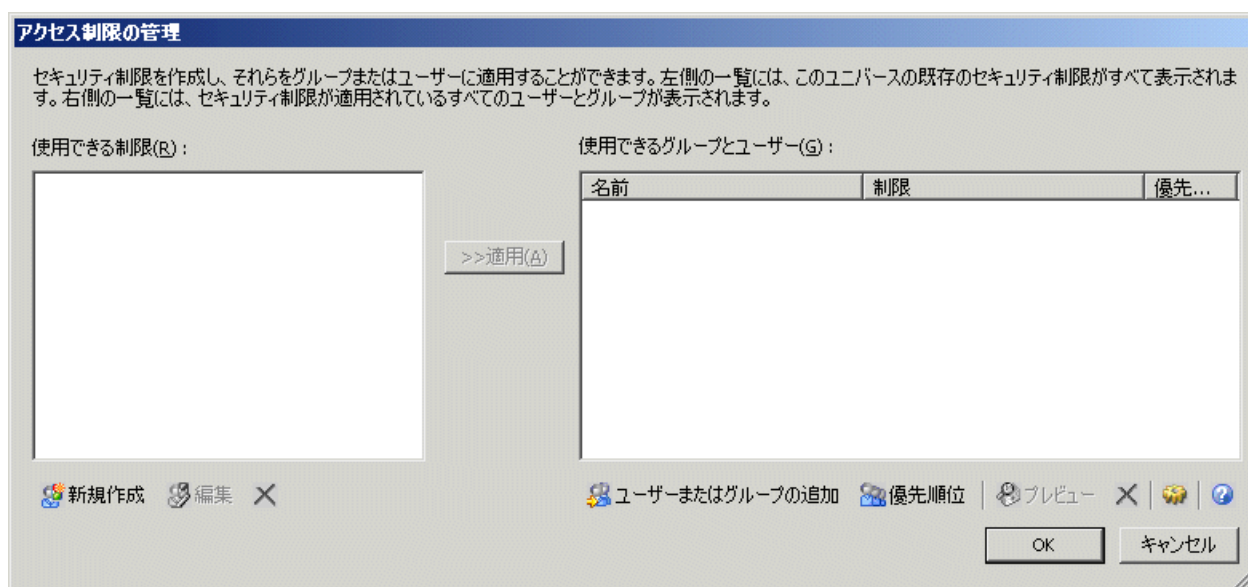 アクセス制限の管理
セキュリティ制限を作成し、それらをグループまたはユーザーに適用することができます。左側の一覧には、このユニバースの既存のセキュリティ制限がすべて表示されま
す。右側の一覧には、セキュリティ制限が適用されているすべてのユーザーとグループが表示されます。
使用できる制限(R):
使用できるグループとユーザー(G):
名前 制限 優先...
>>適用(A)
新規作成 編集
ユーザーまたはグループの追加 優先順位 プレビュー
OK キャンセル